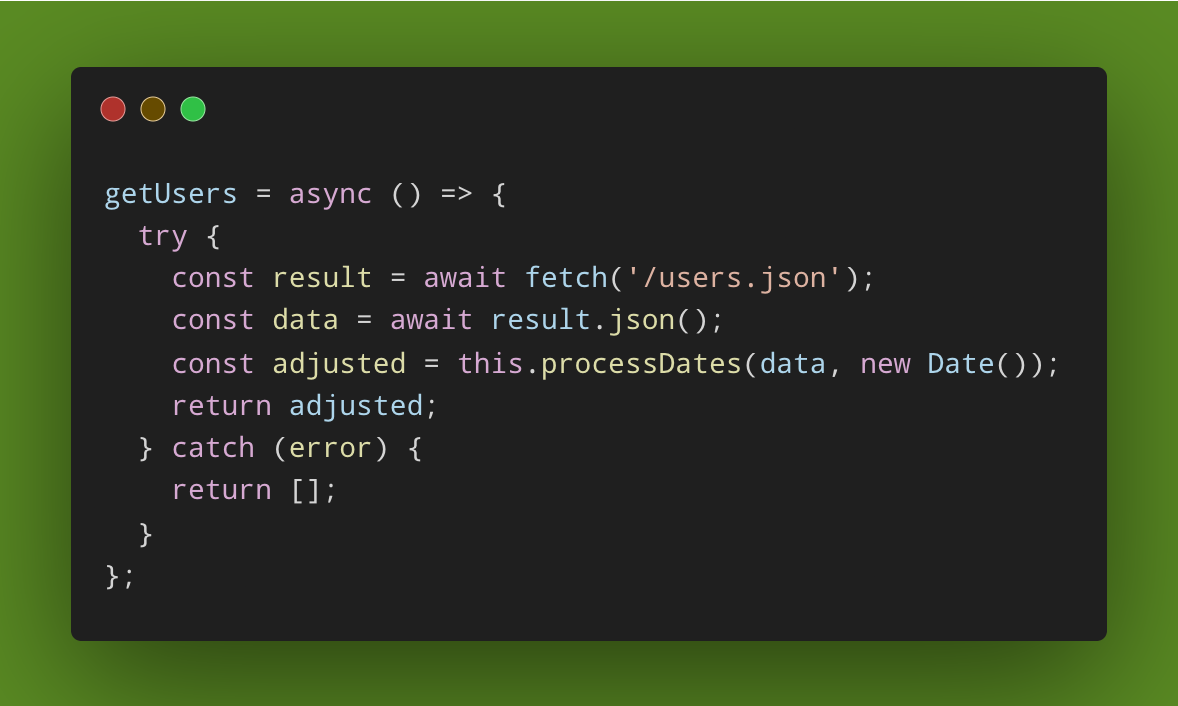 getUsers = async () => {
  try {
    const result = await fetch('/users.json');
    const data = await result.json();
    const adjusted = this.processDates(data, new Date());
    return adjusted;
  } catch (error) {
    return [];
  }
};